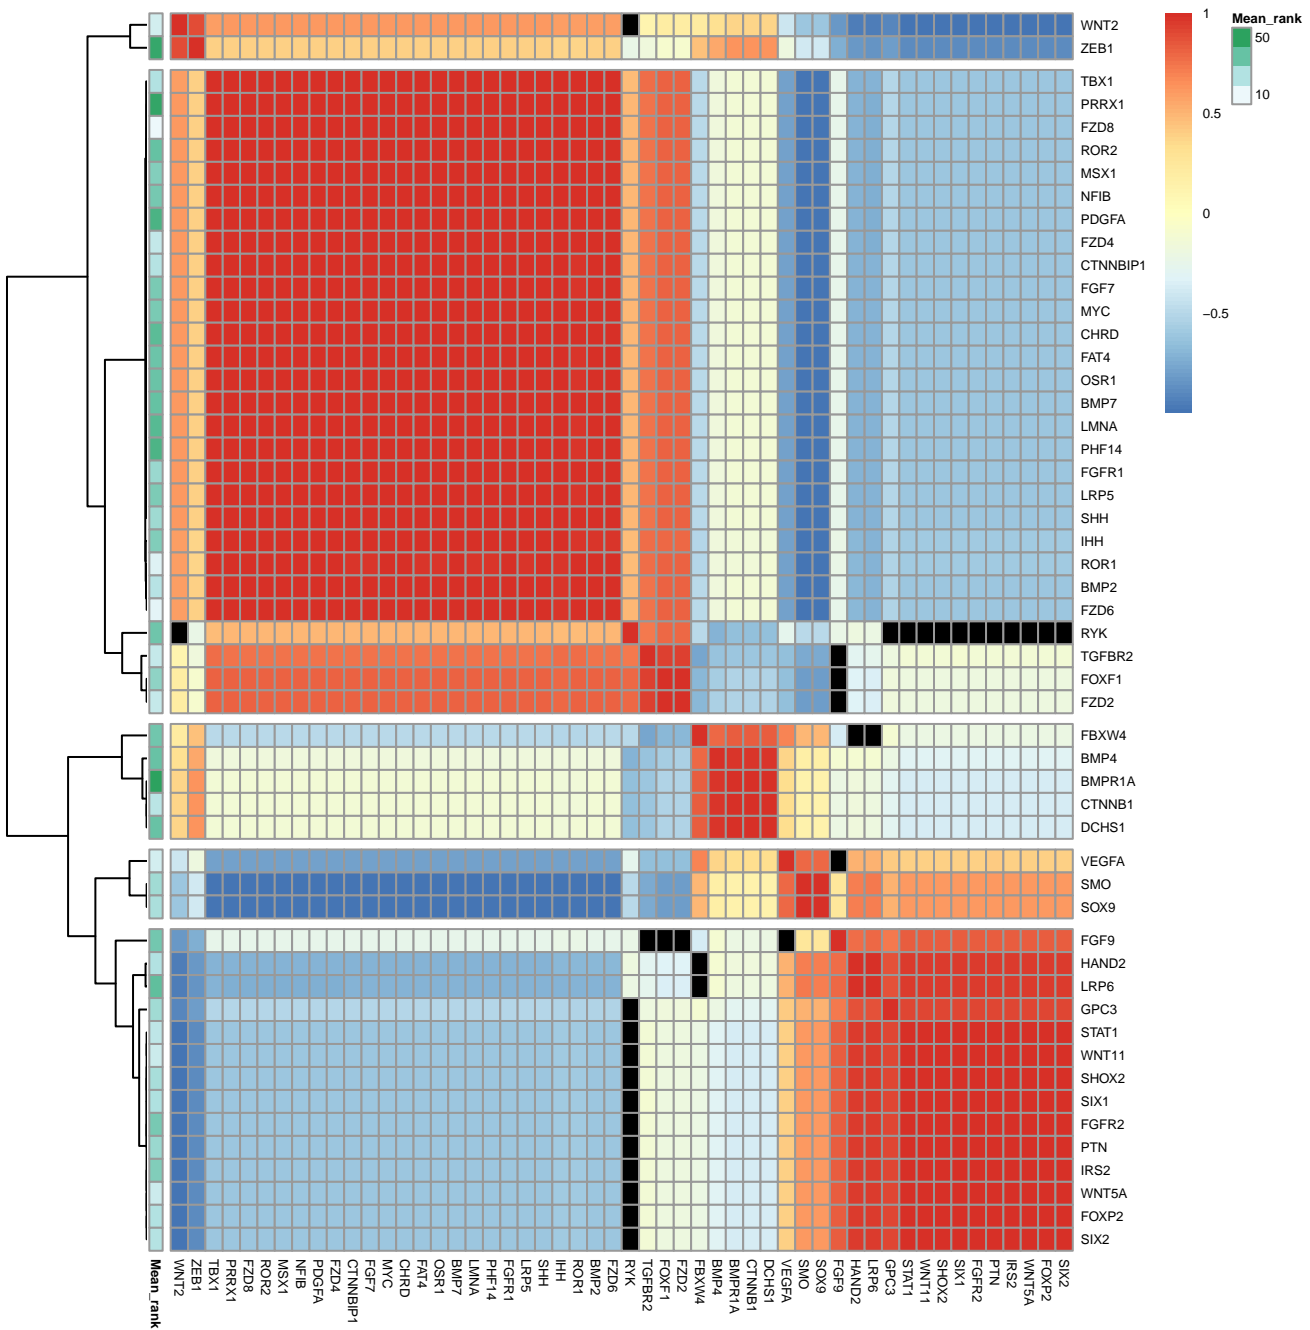 WNT2
ZEB1
TBX1
PRRX1
FZD8
ROR2
MSX1
NFIB
PDGFA
FZD4
CTNNBIP1
FGF7
MYC
CHRD
FAT4
OSR1
BMP7
LMNA
PHF14
FGFR1
LRP5
SHH
IHH
ROR1
BMP2
FZD6
RYK
TGFBR2
FOXF1
FZD2
FBXW4
BMP4
BMPR1A
CTNNB1
DCHS1
VEGFA
SMO
SOX9
FGF9
HAND2
LRP6
GPC3
STAT1
WNT11
SHOX2
SIX1
FGFR2
PTN
IRS2
WNT5A
FOXP2
SIX2
1
0.5
0
−0.5
Mean_rank
50
10
Mean_rank
WNT2
ZEB1
TBX1
PRRX1
FZD8
ROR2
MSX1
NFIB
PDGFA
FZD4
CTNNBIP1
FGF7
MYC
CHRD
FAT4
OSR1
BMP7
LMNA
PHF14
FGFR1
LRP5
SHH
IHH
ROR1
BMP2
FZD6
RYK
TGFBR2
FOXF1
FZD2
FBXW4
BMP4
BMPR1A
CTNNB1
DCHS1
VEGFA
SMO
SOX9
FGF9
HAND2
LRP6
GPC3
STAT1
WNT11
SHOX2
SIX1
FGFR2
PTN
IRS2
WNT5A
FOXP2
SIX2